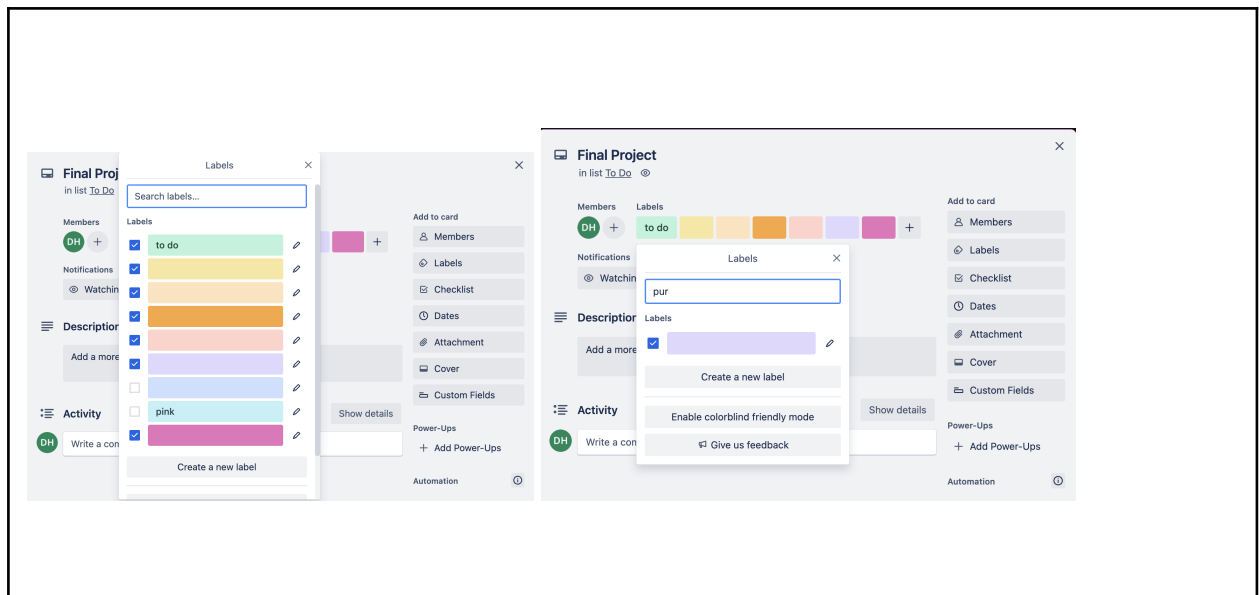 Final Proj
in list To Do
Labels
Search labels...
Labels
to do
pink
Create a new label
Members
DH
Notifications
Watchin
Description
Add a more
Activity
Show details
DH
Write a con
Add to card
Members
Labels
Checklist
Dates
Attachment
Cover
Custom Fields
Power-Ups
+ Add Power-Ups
Automation
Final Project
in list To Do
Members
Labels
DH
to do
Notifications
Watchin
Labels
pur
Labels
Create a new label
Enable colorblind friendly mode
Give us feedback
Description
Add a more
Activity
Show details
DH
Write a con
Add to card
Members
Labels
Checklist
Dates
Attachment
Cover
Custom Fields
Power-Ups
+ Add Power-Ups
Automation